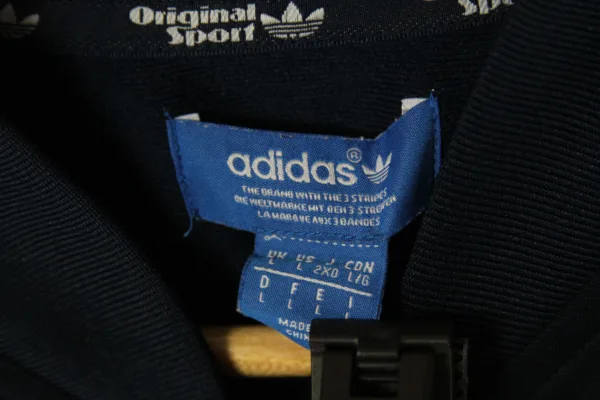 Original
Sport
adidas®
THE BRAND WITH THE 3 STRIPES
DIE WELTMARKE MIT DEN 3 STREIFEN
LA MARQUE AUX 3 BANDES
UK US J CDN
L L 2XO L/G
D F E I
L L L L
MADE